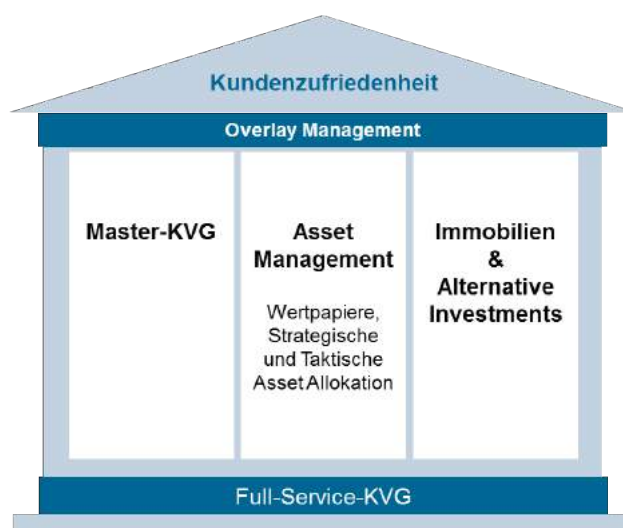 Kundenzufriedenheit
Overlay Management
Master-KVG
Asset
Management
Wertpapiere,
Strategische
und Taktische
Asset Allokation
Immobilien
&
Alternative
Investments
Full-Service-KVG